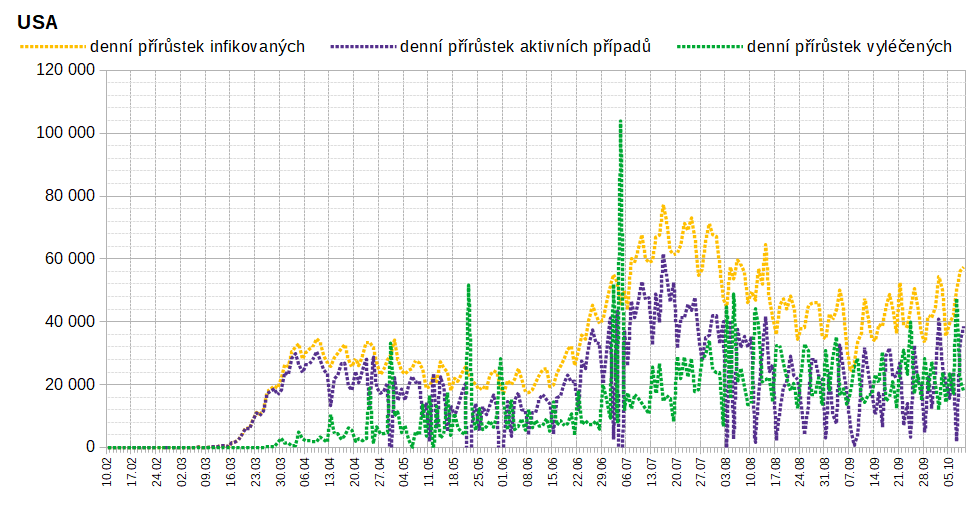 USA
denní přírůstek infikovaných denní přírůstek aktivních případů denní přírůstek vyléčených
120 000
100 000
80 000
60 000
40 000
20 000
0
10.02 17.02 24.02 02.03 09.03 16.03 23.03 30.03 06.04 13.04 20.04 27.04 04.05 11.05 18.05 25.05 01.06 08.06 15.06 22.06 29.06 06.07 13.07 20.07 27.07 03.08 10.08 17.08 24.08 31.08 07.09 14.09 21.09 28.09 05.10